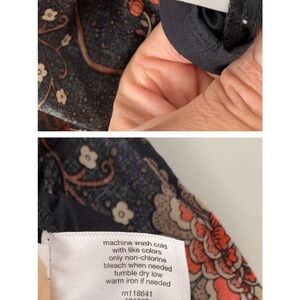 machine wash cold
with like colors
only non-chlorine
bleach when needed
tumble dry low
warm iron if needed
rn118641